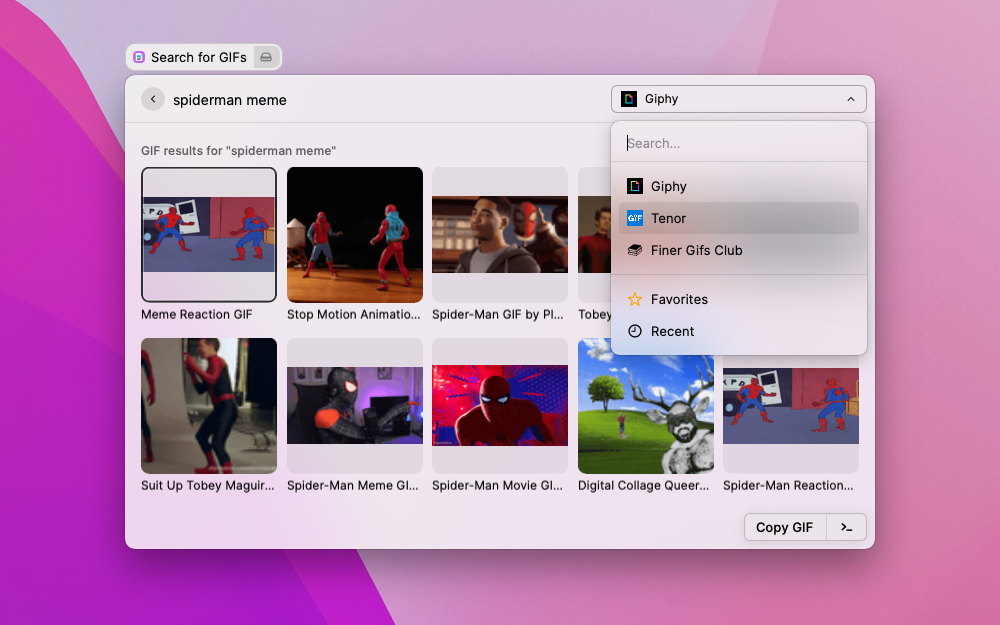 Search for GIFs
spiderman meme
Giphy
Search...
GIF results for "spiderman meme"
Giphy
GIF Tenor
Finer Gifs Club
Favorites
Recent
Meme Reaction GIF
Stop Motion Animatio...
Spider-Man GIF by Pl...
Tobey
Suit Up Tobey Maguir...
Spider-Man Meme GI...
Spider-Man Movie GI...
Digital Collage Queer...
Spider-Man Reaction...
Copy GIF